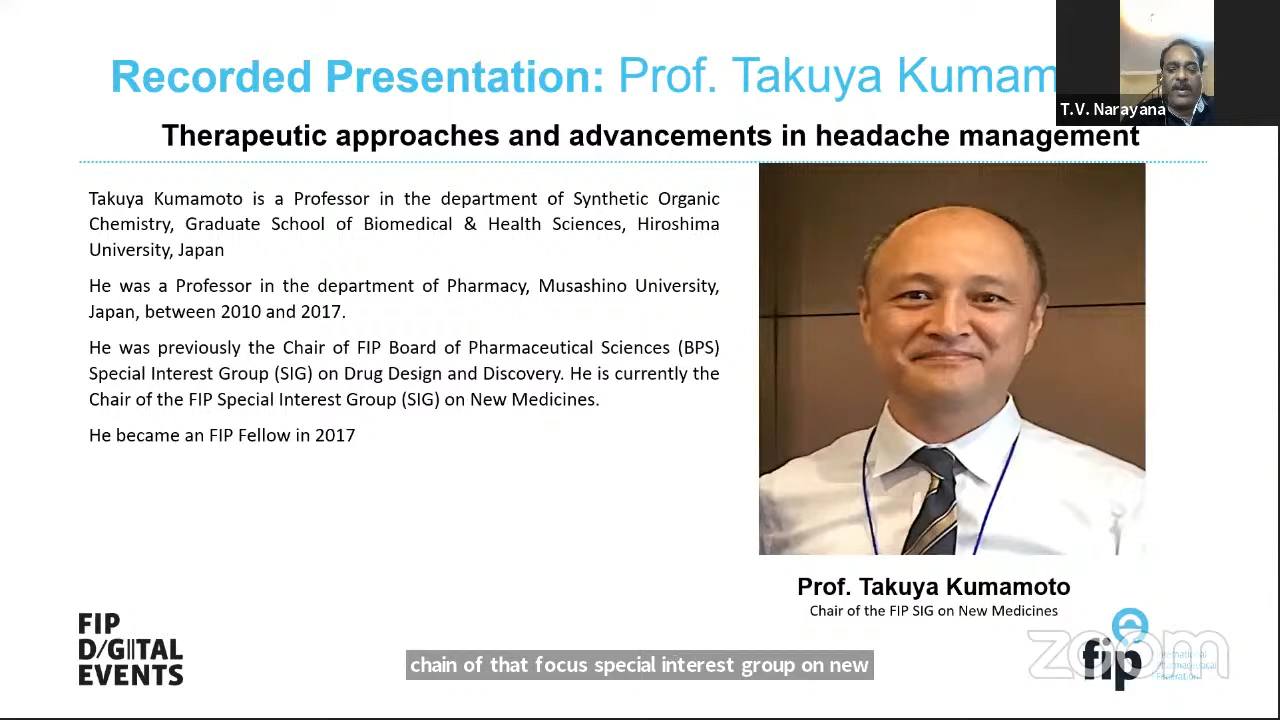 Recorded Presentation: Prof. Takuya Kumam
T.V. Narayana
Therapeutic approaches and advancements in headache management
Takuya Kumamoto is a Professor in the department of Synthetic Organic
Chemistry, Graduate School of Biomedical & Health Sciences, Hiroshima
University, Japan
He was a Professor in the department of Pharmacy, Musashino University,
Japan, between 2010 and 2017.
He was previously the Chair of FIP Board of Pharmaceutical Sciences (BPS)
Special Interest Group (SIG) on Drug Design and Discovery. He is currently the
Chair of the FIP Special Interest Group (SIG) on New Medicines.
He became an FIP Fellow in 2017
Prof. Takuya Kumamoto
Chair of the FIP SIG on New Medicines
FIP
DIGITAL
EVENTS
chain of that focus special interest group on new
zoom
fip
International
Pharmaceutical
Federation